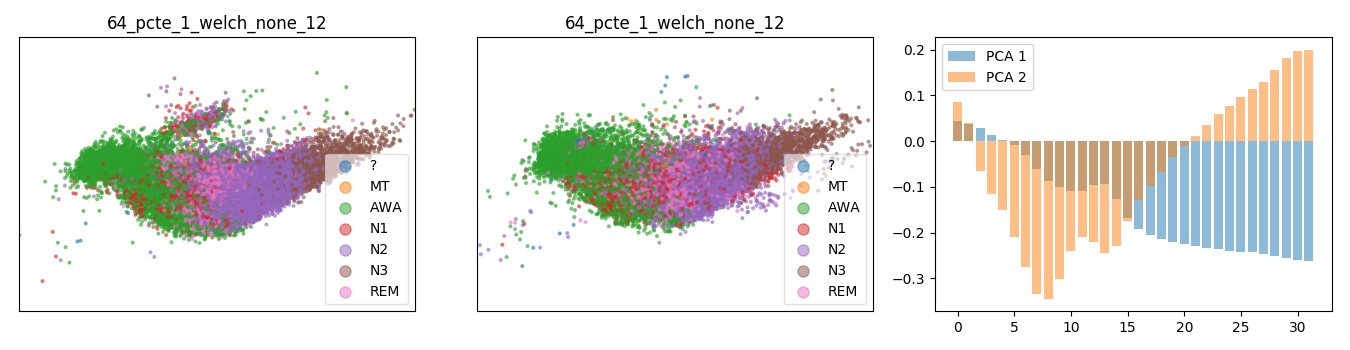 64_pcte_1_welch_none_12
?
MT
AWA
N1
N2
N3
REM
64_pcte_1_welch_none_12
?
MT
AWA
N1
N2
N3
REM
PCA 1
PCA 2
0.2
0.1
0.0
−0.1
−0.2
−0.3
0 5 10 15 20 25 30